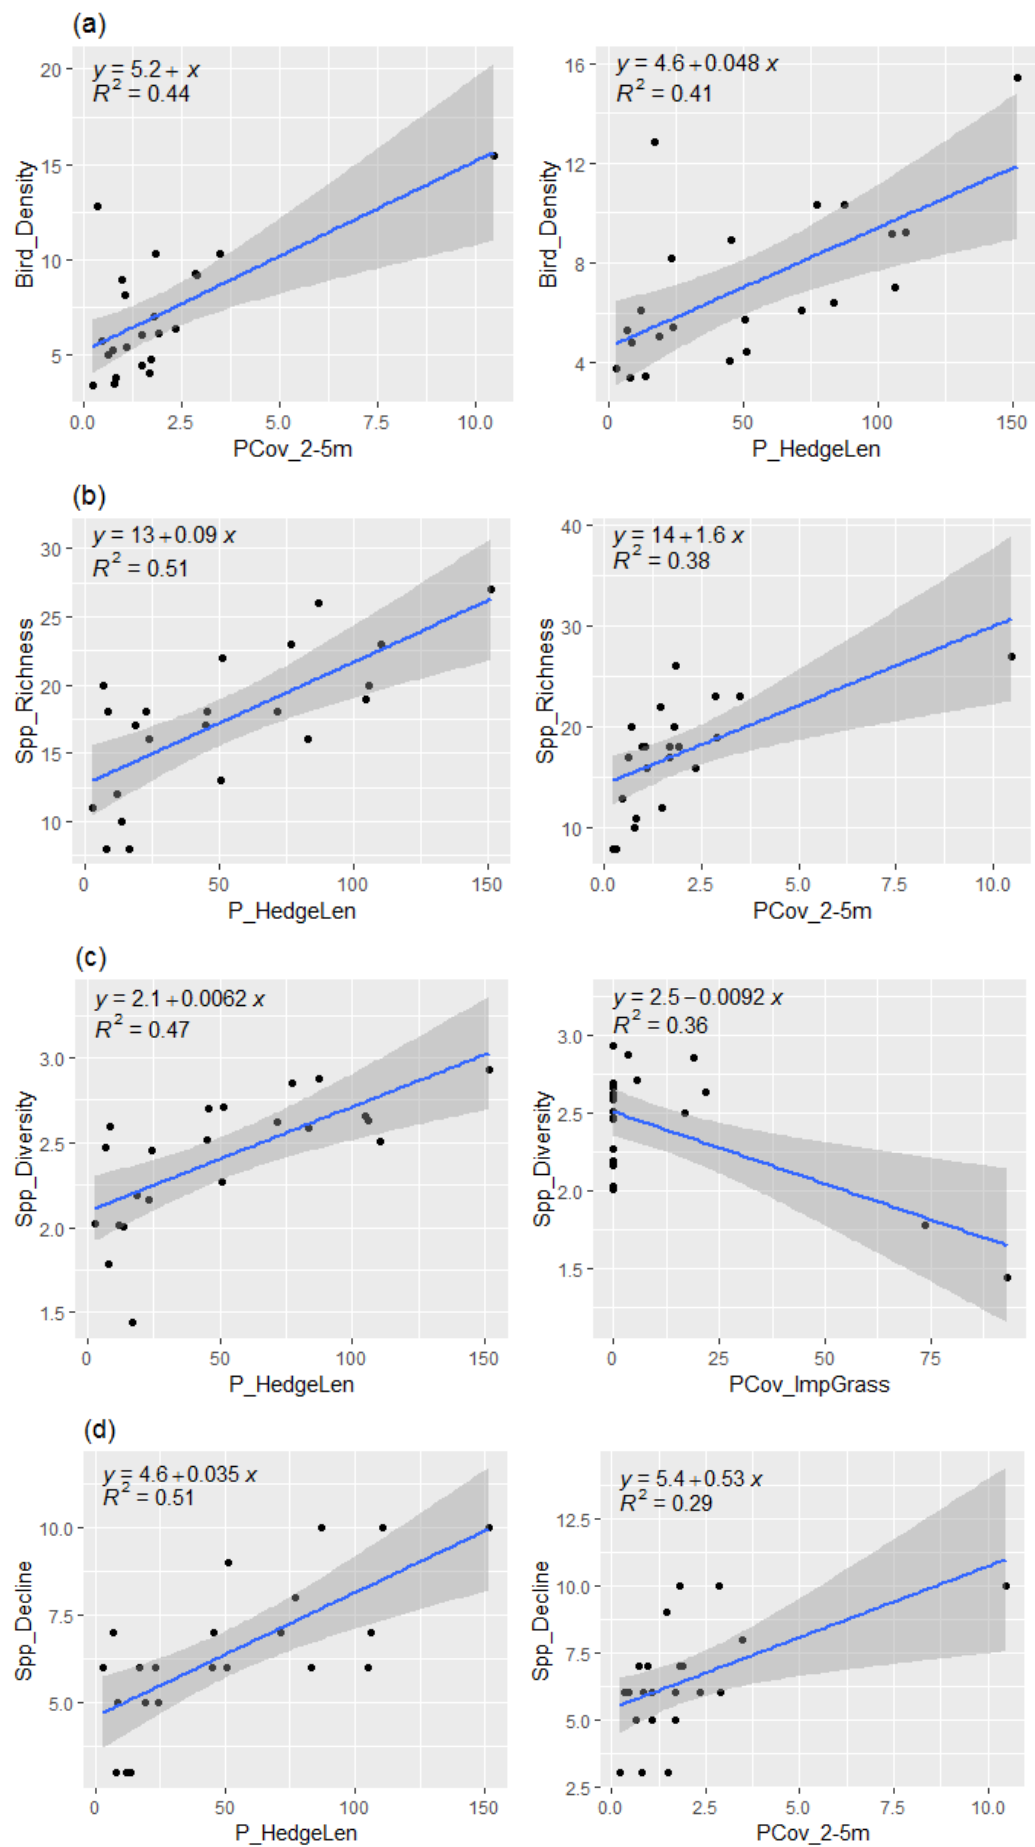 (a)
y = 5.2 + x
R² = 0.44
20
15
10
5
Bird_Density
0.0 2.5 5.0 7.5 10.0
PCov_2-5m
y = 4.6 + 0.048 x
R² = 0.41
16
12
8
4
Bird_Density
0 50 100 150
P_HedgeLen
(b)
y = 13 + 0.09 x
R² = 0.51
30
25
20
15
10
Spp_Richness
0 50 100 150
P_HedgeLen
y = 14 + 1.6 x
R² = 0.38
40
30
20
10
Spp_Richness
0.0 2.5 5.0 7.5 10.0
PCov_2-5m
(c)
y = 2.1 + 0.0062 x
R² = 0.47
3.0
2.5
2.0
1.5
Spp_Diversity
0 50 100 150
P_HedgeLen
y = 2.5 − 0.0092 x
R² = 0.36
3.0
2.5
2.0
1.5
Spp_Diversity
0 25 50 75
PCov_ImpGrass
(d)
y = 4.6 + 0.035 x
R² = 0.51
10.0
7.5
5.0
Spp_Decline
0 50 100 150
P_HedgeLen
y = 5.4 + 0.53 x
R² = 0.29
12.5
10.0
7.5
5.0
2.5
Spp_Decline
0.0 2.5 5.0 7.5 10.0
PCov_2-5m